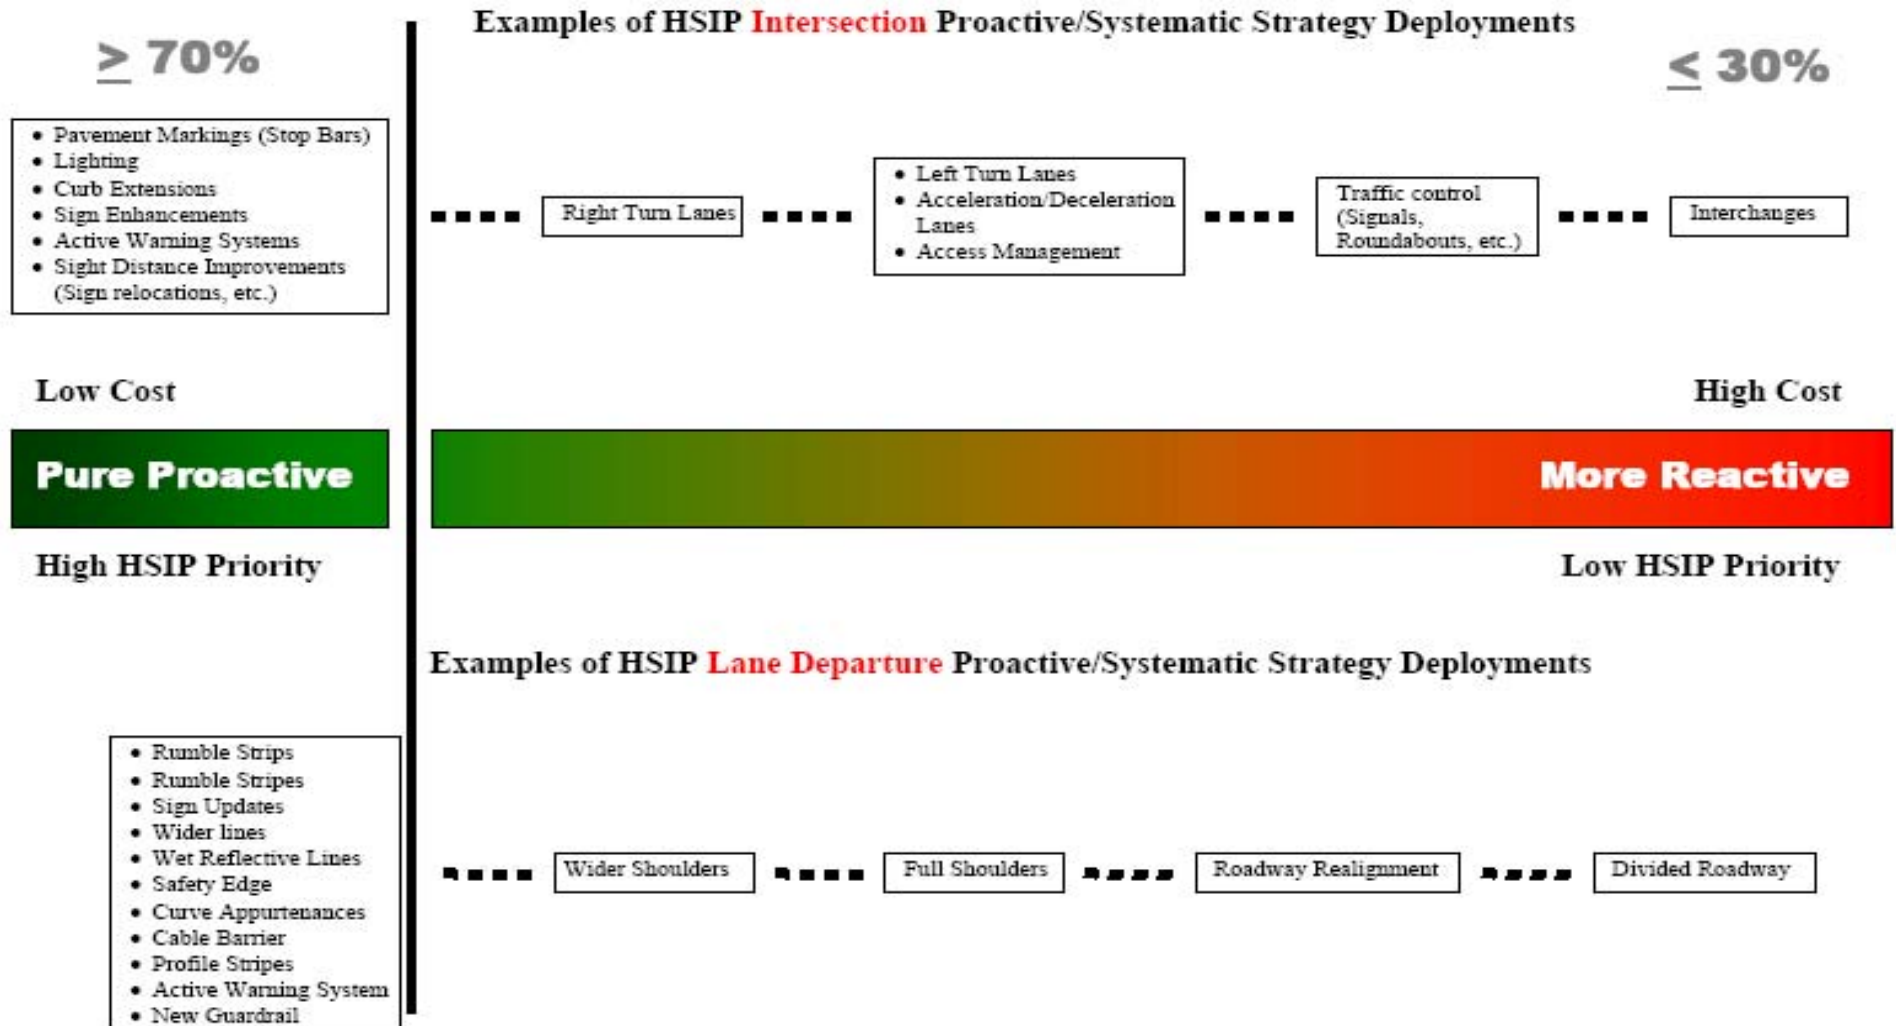 Examples of HSIP Intersection Proactive/Systematic Strategy Deployments
≥ 70%
≤ 30%
• Pavement Markings (Stop Bars)
• Lighting
• Curb Extensions
• Sign Enhancements
• Active Warning Systems
• Sight Distance Improvements
(Sign relocations, etc.)
Right Turn Lanes
• Left Turn Lanes
• Acceleration/Deceleration
Lanes
• Access Management
Traffic control
(Signals,
Roundabouts, etc.)
Interchanges
Low Cost
High Cost
Pure Proactive
More Reactive
High HSIP Priority
Low HSIP Priority
Examples of HSIP Lane Departure Proactive/Systematic Strategy Deployments
• Rumble Strips
• Rumble Stripes
• Sign Updates
• Wider lines
• Wet Reflective Lines
• Safety Edge
• Curve Appurtenances
• Cable Barrier
• Profile Stripes
• Active Warning System
• New Guardrail
Wider Shoulders
Full Shoulders
Roadway Realignment
Divided Roadway